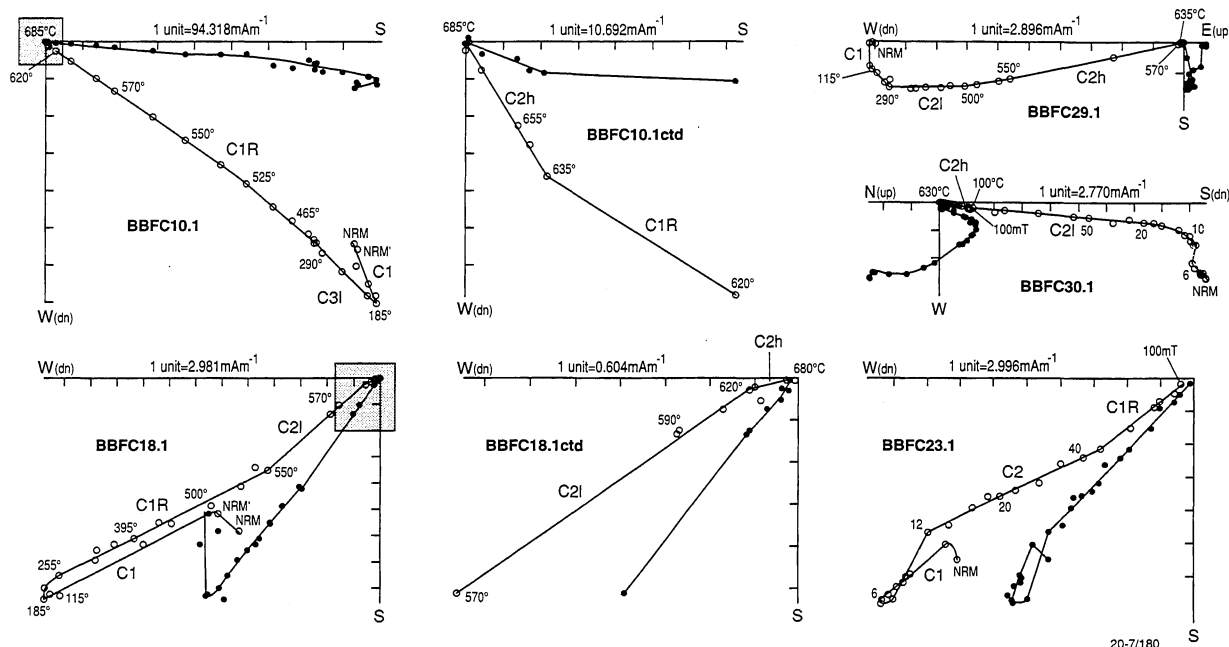 685°C
1 unit=94.318mAm-1
S
620°
570°
550°
C1R
525°
465°
BBFC10.1
NRM
NRM'
290°
C1
C3l
185°
W(dn)
685°C
1 unit=10.692mAm-1
S
C2h
655°
BBFC10.1ctd
635°
C1R
620°
W(dn)
W(dn)
1 unit=2.896mAm-1
635°C
E(up
C1
NRM
115°
550°
C2h
570°
290°
C2l
500°
BBFC29.1
S
C2h
N(up)
630°C
100°C
1 unit=2.770mAm-1
S(dn)
100mT
C2l
50
20
10
6
BBFC30.1
NRM
W
W(dn)
1 unit=2.981mAm-1
570°
C2l
BBFC18.1
550°
500°
C1R
NRM'
NRM
395°
255°
C1
185°
115°
S
C2h
W(dn)
1 unit=0.604mAm-1
680°C
620°
590°
BBFC18.1ctd
C2l
570°
S
100mT
W(dn)
1 unit=2.996mAm-1
C1R
BBFC23.1
40
C2
20
12
C1
NRM
6
S
20-7/180